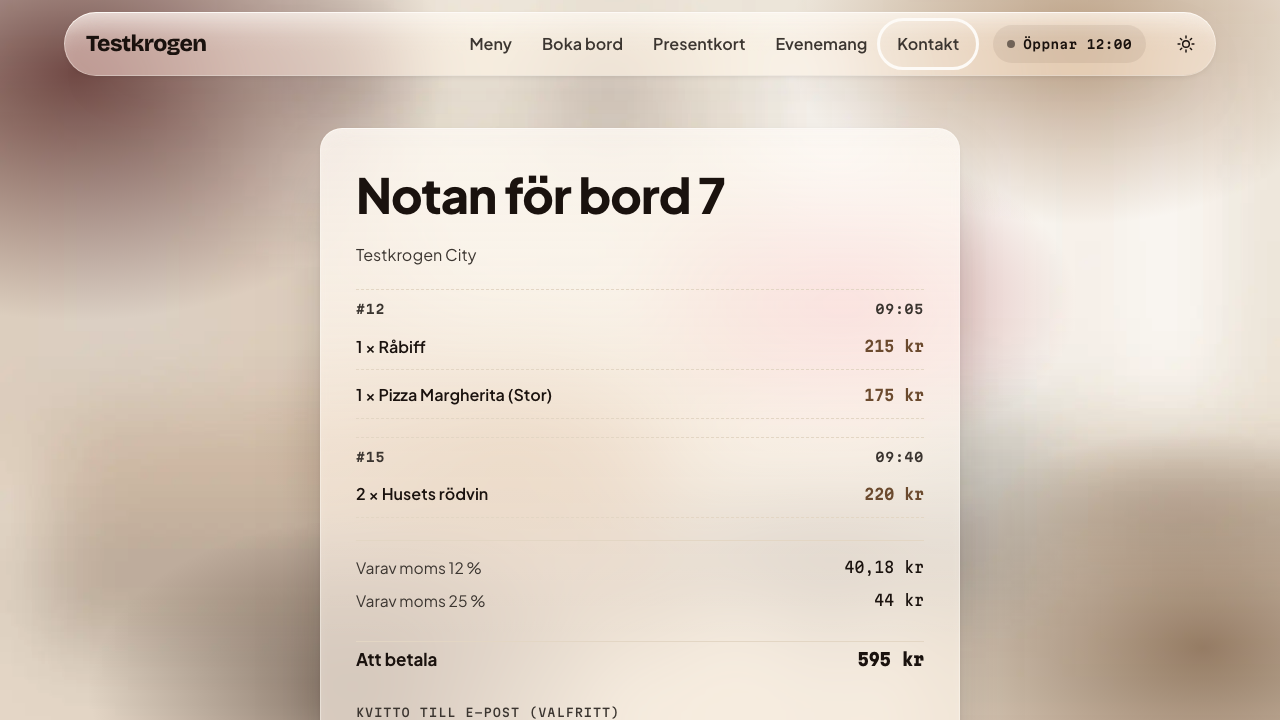 Testkrogen
Meny
Boka bord
Presentkort
Evenemang
Kontakt
Öppnar 12:00
Notan för bord 7
Testkrogen City
#12 09:05
1 × Råbiff 215 kr
1 × Pizza Margherita (Stor) 175 kr
#15 09:40
2 × Husets rödvin 220 kr
Varav moms 12 % 40,18 kr
Varav moms 25 % 44 kr
Att betala 595 kr
KVITTO TILL E-POST (VALFRITT)